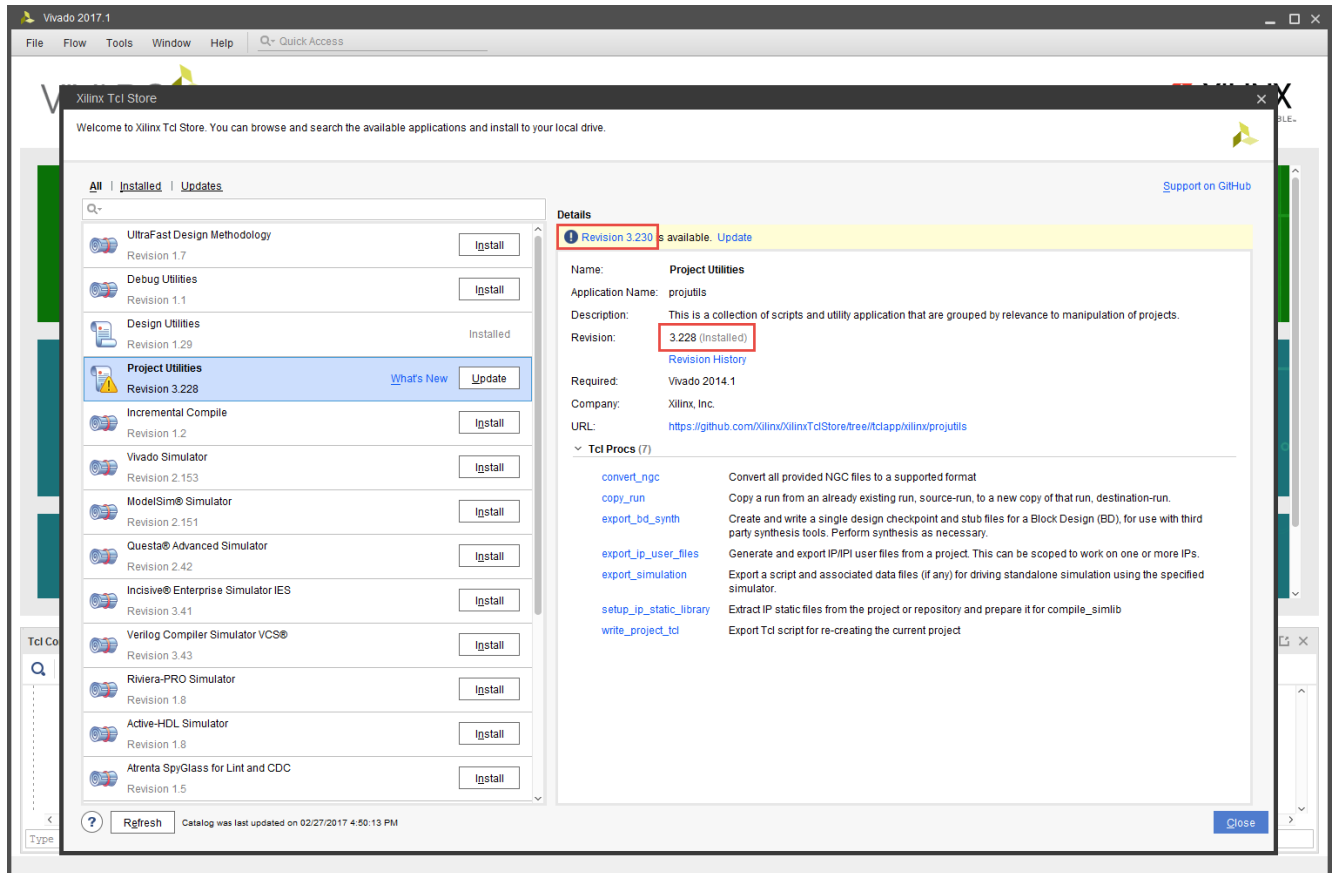 Vivado 2017.1
File Flow Tools Window Help Quick Access
Xilinx Tcl Store
Welcome to Xilinx Tcl Store. You can browse and search the available applications and install to your local drive.
All | Installed | Updates
Support on GitHub
UltraFast Design Methodology
Revision 1.7
Install
Debug Utilities
Revision 1.1
Install
Design Utilities
Revision 1.29
Installed
Project Utilities
Revision 3.228
What's New
Update
Incremental Compile
Revision 1.2
Install
Vivado Simulator
Revision 2.153
Install
ModelSim® Simulator
Revision 2.151
Install
Questa® Advanced Simulator
Revision 2.42
Install
Incisive® Enterprise Simulator IES
Revision 3.41
Install
Verilog Compiler Simulator VCS®
Revision 3.43
Install
Riviera-PRO Simulator
Revision 1.8
Install
Active-HDL Simulator
Revision 1.8
Install
Atrenta SpyGlass for Lint and CDC
Revision 1.5
Install
Details
Revision 3.230 is available. Update
Name: Project Utilities
Application Name: projutils
Description: This is a collection of scripts and utility application that are grouped by relevance to manipulation of projects.
Revision: 3.228 (Installed)
Revision History
Required: Vivado 2014.1
Company: Xilinx, Inc.
URL: https://github.com/Xilinx/XilinxTclStore/tree//tclapp/xilinx/projutils
Tcl Procs (7)
convert_ngc Convert all provided NGC files to a supported format
copy_run Copy a run from an already existing run, source-run, to a new copy of that run, destination-run.
export_bd_synth Create and write a single design checkpoint and stub files for a Block Design (BD), for use with third
party synthesis tools. Perform synthesis as necessary.
export_ip_user_files Generate and export IP/IPI user files from a project. This can be scoped to work on one or more IPs.
export_simulation Export a script and associated data files (if any) for driving standalone simulation using the specified
simulator.
setup_ip_static_library Extract IP static files from the project or repository and prepare it for compile_simlib
write_project_tcl Export Tcl script for re-creating the current project
Tcl Co
Type
? Refresh Catalog was last updated on 02/27/2017 4:50:13 PM
Close